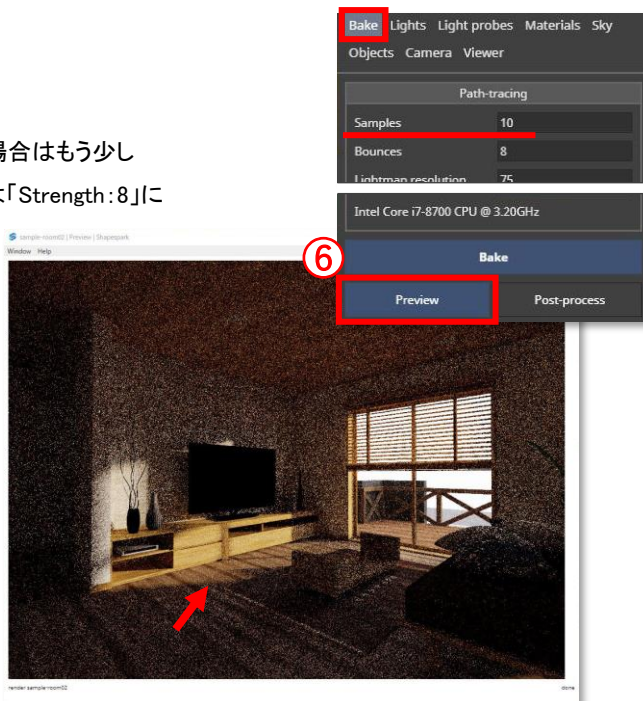 Bake Lights Light probes Materials Sky
Objects Camera Viewer
Path-tracing
Samples 10
Bounces 8
Lightmap resolution 75
Intel Core i7-8700 CPU @ 3.20GHz
⑥
Bake
Preview Post-process
場合はもう少し
は「Strength:8」に
sample-room02 | Preview | Shapespark
Window Help
render sample-room02 done